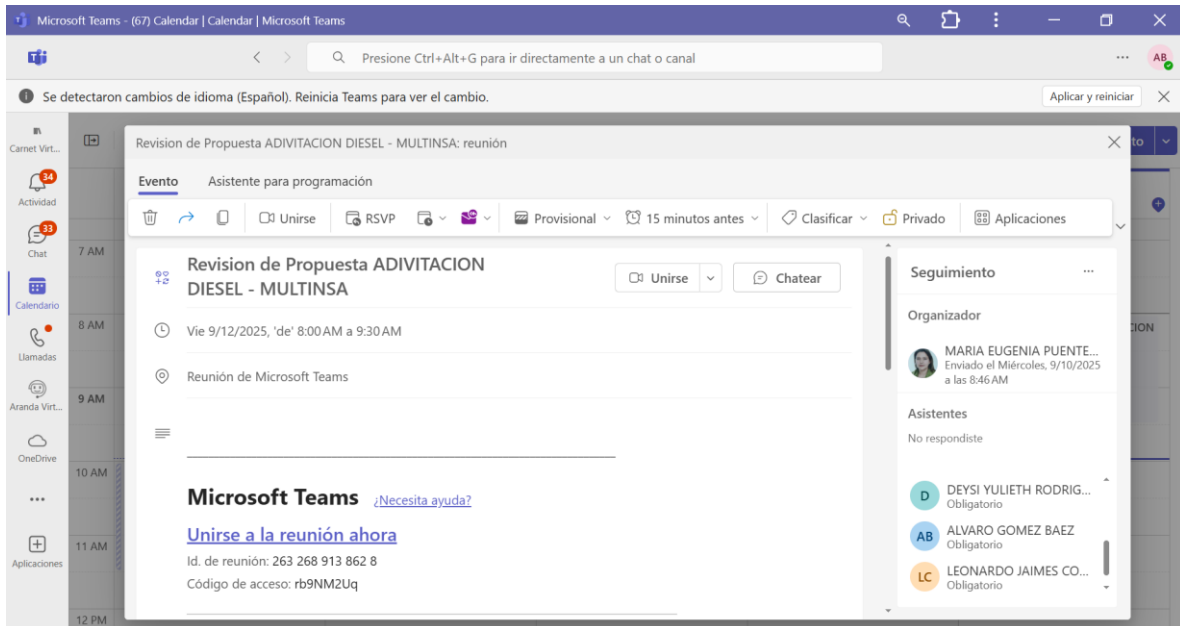 Microsoft Teams - (67) Calendar | Calendar | Microsoft Teams
Presione Ctrl+Alt+G para ir directamente a un chat o canal
AB
Se detectaron cambios de idioma (Español). Reinicia Teams para ver el cambio.
Aplicar y reiniciar
Carnet Virt...
34
Actividad
33
Chat
Calendario
Llamadas
Aranda Virt...
OneDrive
Aplicaciones
7 AM
8 AM
9 AM
10 AM
11 AM
12 PM
to
ION
Revision de Propuesta ADIVITACION DIESEL - MULTINSA: reunión
Evento Asistente para programación
Unirse RSVP Provisional 15 minutos antes Clasificar Privado Aplicaciones
Revision de Propuesta ADIVITACION
DIESEL - MULTINSA
Unirse Chatear
Vie 9/12/2025, 'de' 8:00 AM a 9:30 AM
Reunión de Microsoft Teams
Microsoft Teams ¿Necesita ayuda?
Unirse a la reunión ahora
Id. de reunión: 263 268 913 862 8
Código de acceso: rb9NM2Uq
Seguimiento
Organizador
MARIA EUGENIA PUENTE...
Enviado el Miércoles, 9/10/2025
a las 8:46 AM
Asistentes
No respondiste
D DEYSI YULIETH RODRIG...
Obligatorio
AB ALVARO GOMEZ BAEZ
Obligatorio
LC LEONARDO JAIMES CO...
Obligatorio